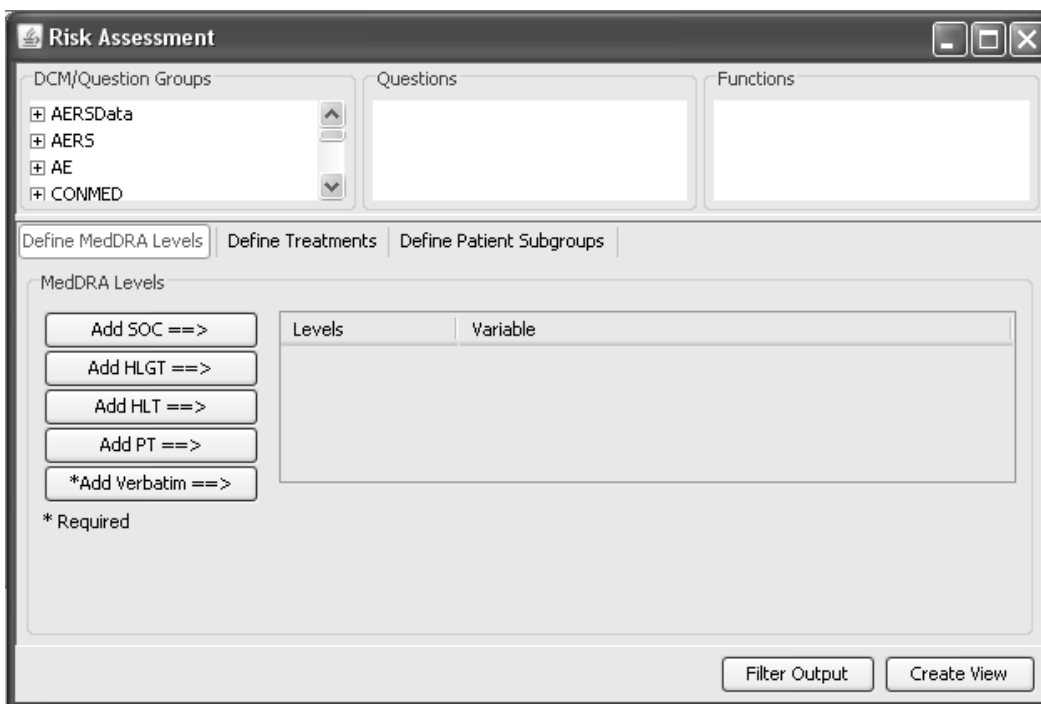 Risk Assessment
DCM/Question Groups
Questions
Functions
AERSData
AERS
AE
CONMED
Define MedDRA Levels
Define Treatments
Define Patient Subgroups
MedDRA Levels
Add SOC ==>
Add HLGT ==>
Add HLT ==>
Add PT ==>
*Add Verbatim ==>
* Required
Levels
Variable
Filter Output
Create View